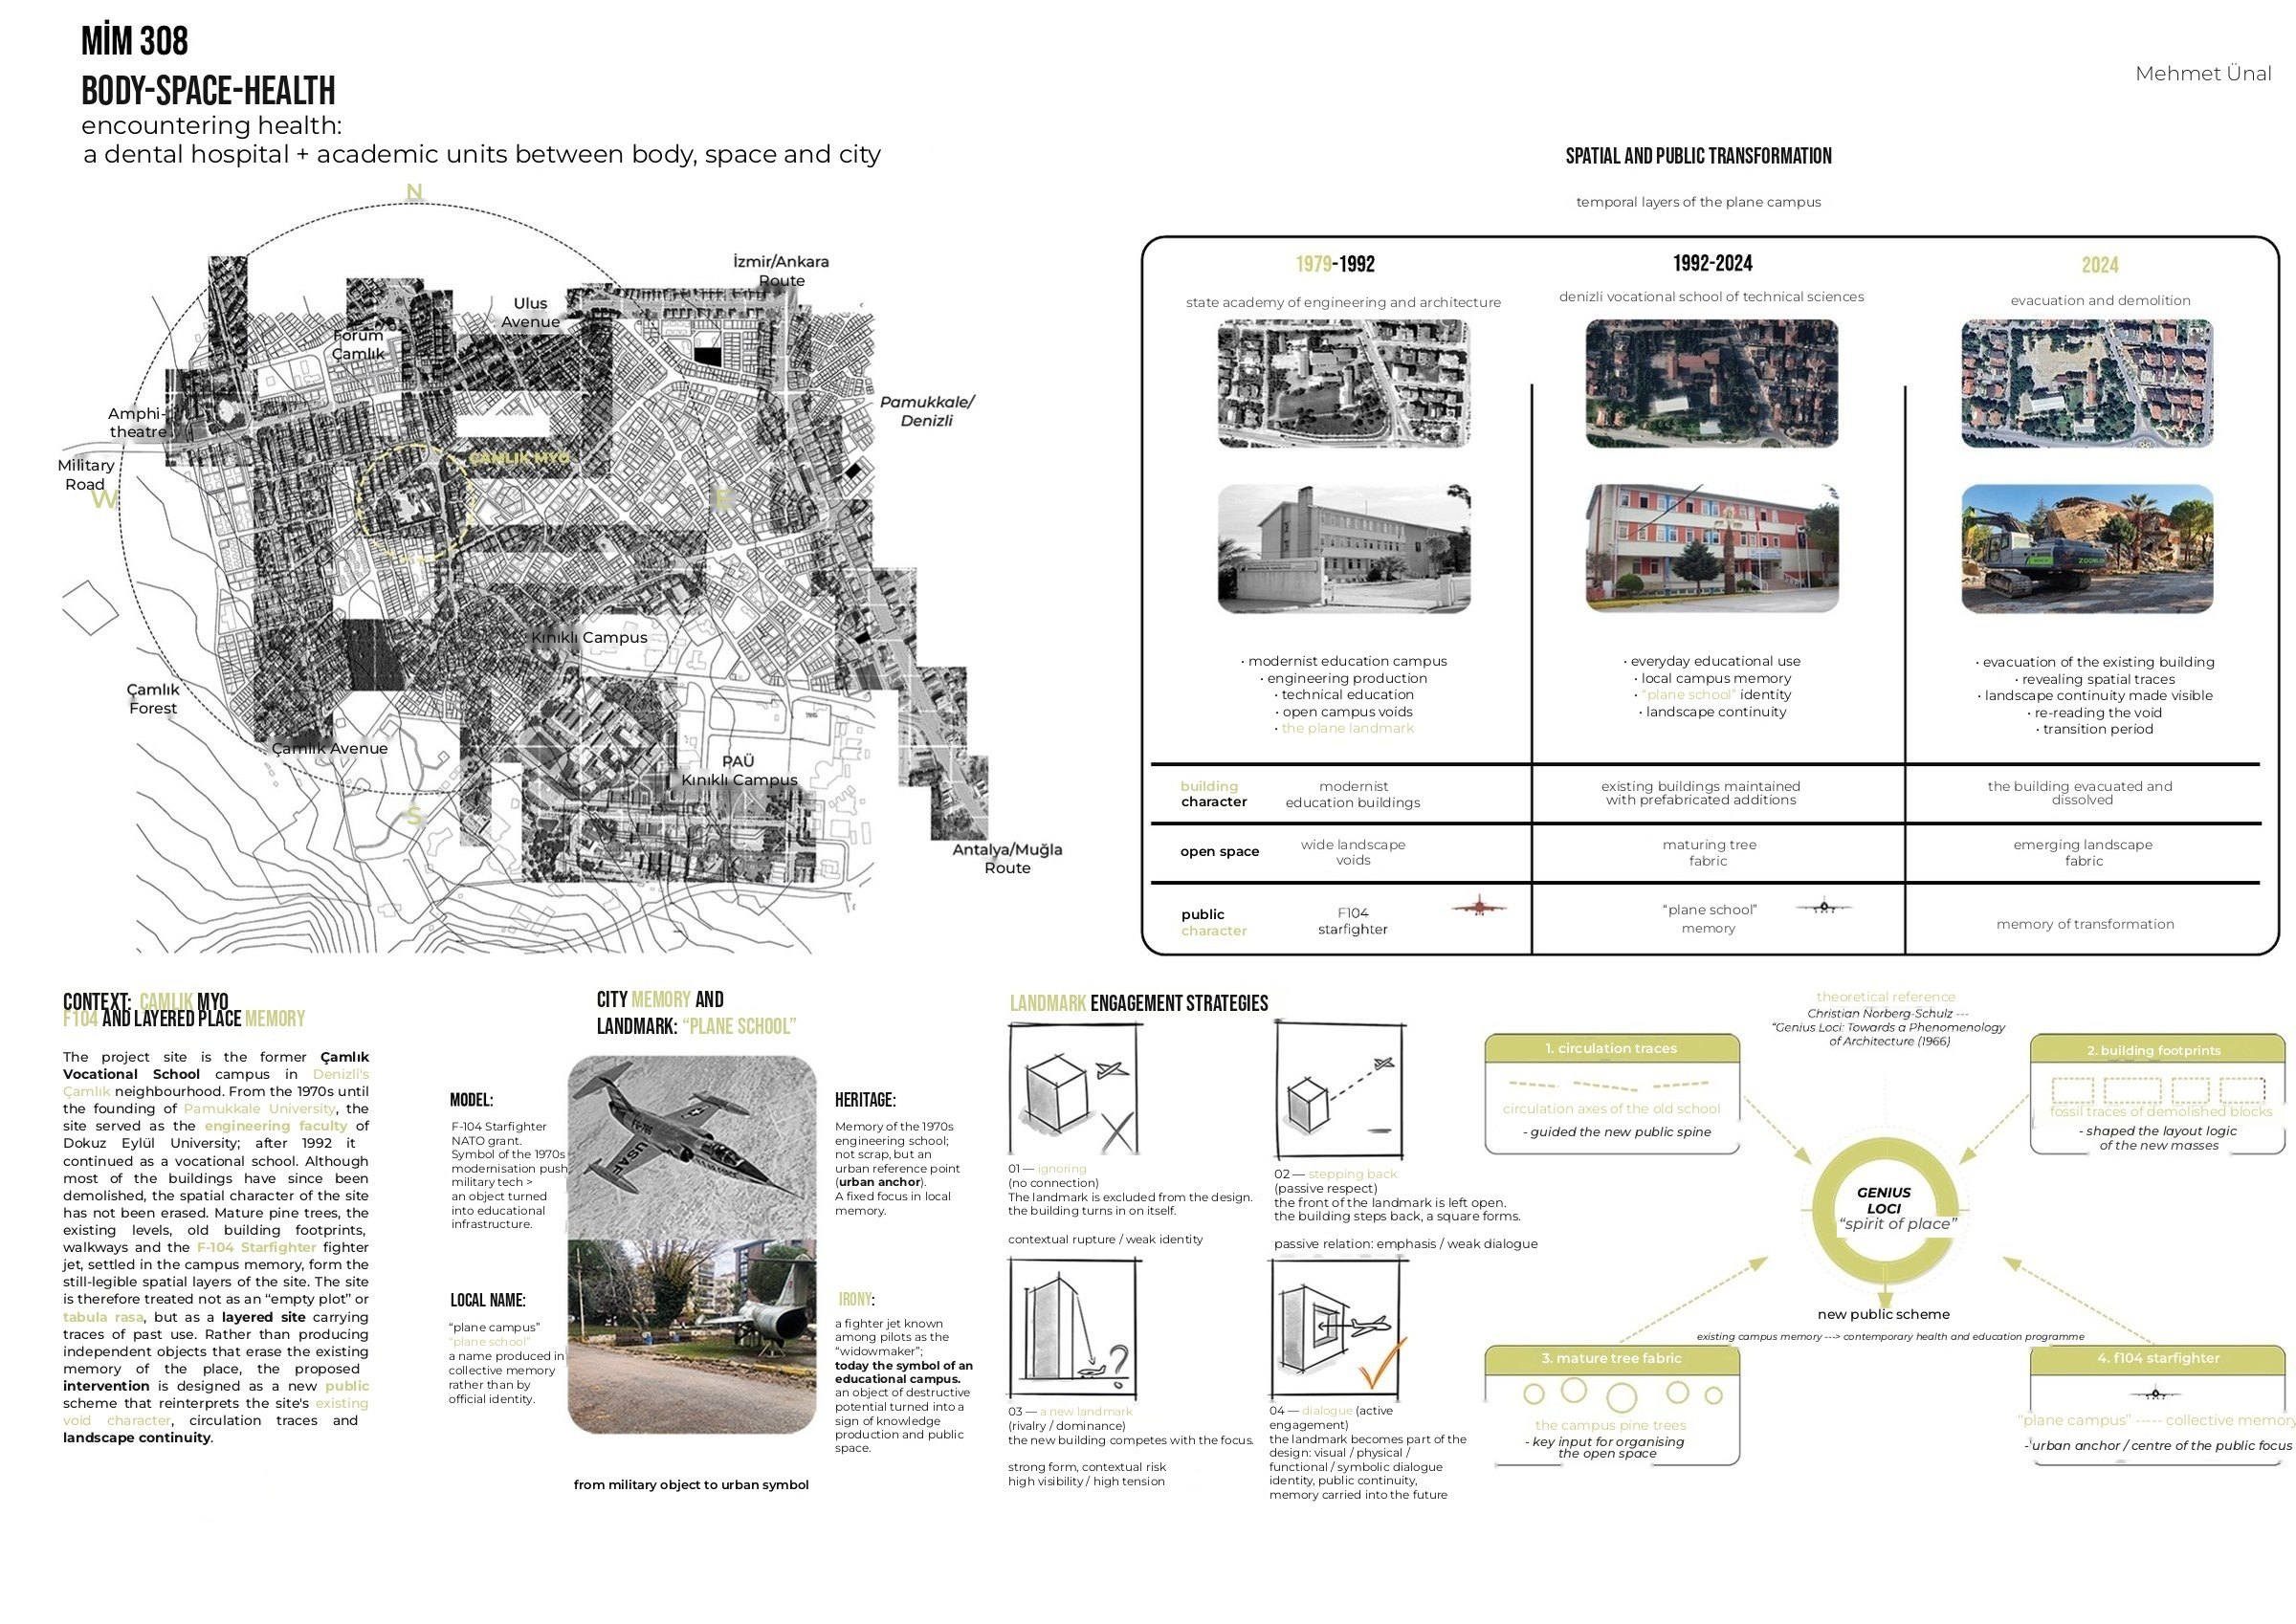 MİM 308
BODY-SPACE-HEALTH
encountering health:
a dental hospital + academic units between body, space and city
Mehmet Ünal
N
İzmir/Ankara
Route
Ulus
Avenue
Forum
Çamlık
Amphi-
theatre
Pamukkale/
Denizli
Military
Road
W
ÇAMLIK MYO
E
Kınıklı Campus
Çamlık
Forest
Çamlık Avenue
PAÜ
Kınıklı Campus
S
Antalya/Muğla
Route
SPATIAL AND PUBLIC TRANSFORMATION
temporal layers of the plane campus
1979-1992
state academy of engineering and architecture
• modernist education campus
• engineering production
• technical education
• open campus voids
• the plane landmark
1992-2024
denizli vocational school of technical sciences
• everyday educational use
• local campus memory
• "plane school" identity
• landscape continuity
2024
evacuation and demolition
• evacuation of the existing building
• revealing spatial traces
• landscape continuity made visible
• re-reading the void
• transition period
building
character
modernist
education buildings
existing buildings maintained
with prefabricated additions
the building evacuated and
dissolved
open space
wide landscape
voids
maturing tree
fabric
emerging landscape
fabric
public
character
F104
starfighter
"plane school"
memory
memory of transformation
CONTEXT: ÇAMLIK MYO
F104 AND LAYERED PLACE MEMORY
The project site is the former Çamlık
Vocational School campus in Denizli's
Çamlık neighbourhood. From the 1970s until
the founding of Pamukkale University, the
site served as the engineering faculty of
Dokuz Eylül University; after 1992 it
continued as a vocational school. Although
most of the buildings have since been
demolished, the spatial character of the site
has not been erased. Mature pine trees, the
existing levels, old building footprints,
walkways and the F-104 Starfighter fighter
jet, settled in the campus memory, form the
still-legible spatial layers of the site. The site
is therefore treated not as an "empty plot" or
tabula rasa, but as a layered site carrying
traces of past use. Rather than producing
independent objects that erase the existing
memory of the place, the proposed
intervention is designed as a new public
scheme that reinterprets the site's existing
void character, circulation traces and
landscape continuity.
CITY MEMORY AND
LANDMARK: "PLANE SCHOOL"
MODEL:
F-104 Starfighter
NATO grant.
Symbol of the 1970s
modernisation push
military tech >
an object turned
into educational
infrastructure.
LOCAL NAME:
"plane campus"
"plane school"
a name produced in
collective memory
rather than by
official identity.
FG-766
USAF
HERITAGE:
Memory of the 1970s
engineering school;
not scrap, but an
urban reference point
(urban anchor).
A fixed focus in local
memory.
IRONY:
a fighter jet known
among pilots as the
"widowmaker";
today the symbol of an
educational campus.
an object of destructive
potential turned into a
sign of knowledge
production and public
space.
from military object to urban symbol
LANDMARK ENGAGEMENT STRATEGIES
01 — ignoring
(no connection)
The landmark is excluded from the design.
the building turns in on itself.
contextual rupture / weak identity
02 — stepping back
(passive respect)
the front of the landmark is left open.
the building steps back, a square forms.
passive relation: emphasis / weak dialogue
?
03 — a new landmark
(rivalry / dominance)
the new building competes with the focus.
strong form, contextual risk
high visibility / high tension
04 — dialogue (active
engagement)
the landmark becomes part of the
design: visual / physical /
functional / symbolic dialogue
identity, public continuity,
memory carried into the future
theoretical reference
Christian Norberg-Schulz ---
"Genius Loci: Towards a Phenomenology
of Architecture (1966)
1. circulation traces
circulation axes of the old school
- guided the new public spine
2. building footprints
fossil traces of demolished blocks
- shaped the layout logic
of the new masses
GENIUS
LOCI
"spirit of place"
new public scheme
existing campus memory ---> contemporary health and education programme
3. mature tree fabric
the campus pine trees
- key input for organising
the open space
4. f104 starfighter
"plane campus" ----- collective memory
- urban anchor / centre of the public focus